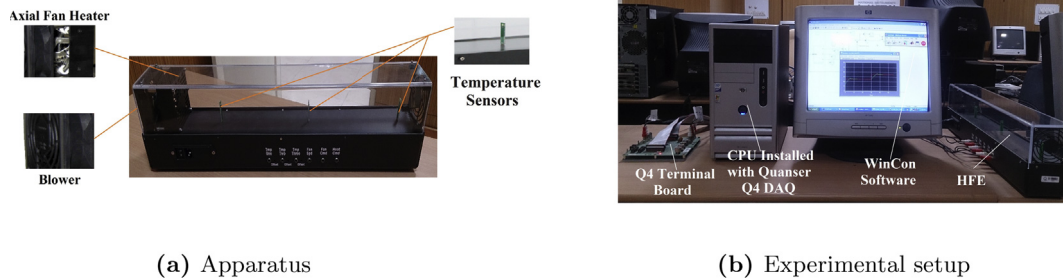 Axial Fan Heater
Blower
Temperature
Sensors
Q4 Terminal
Board
CPU Installed
with Quanser
Q4 DAQ
WinCon
Software
HFE
(a) Apparatus
(b) Experimental setup